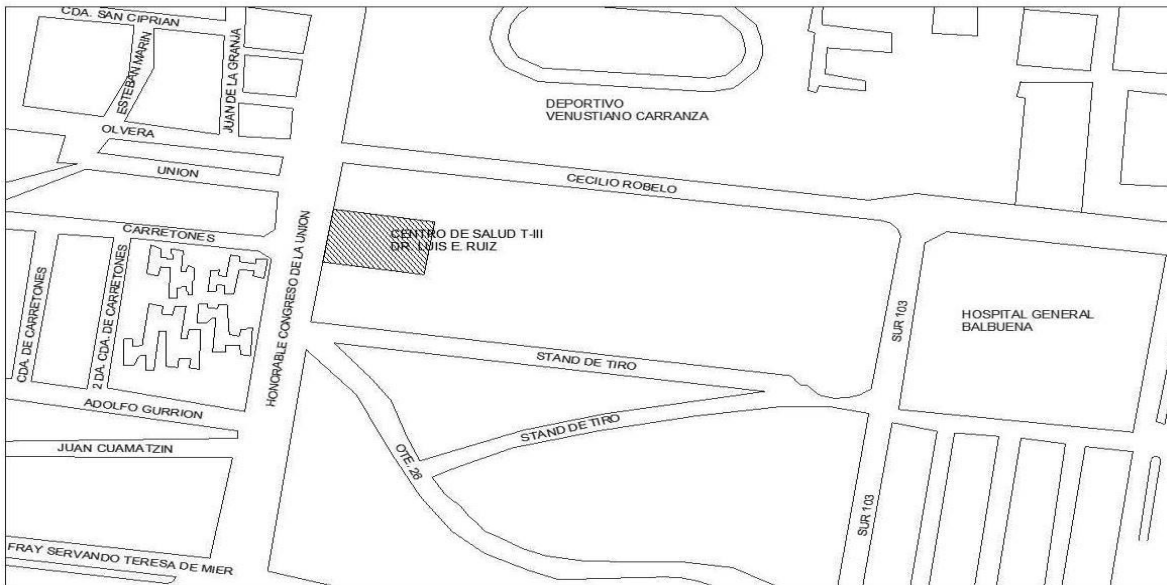 CDA. SAN CIPRIAN
ESTEBAN MARIN
JUAN DE LA GRANJA
OLVERA
UNION
DEPORTIVO
VENUSTIANO CARRANZA
CECILIO ROBELO
CARRETONES
CENTRO DE SALUD T-III
DR. LUIS E. RUIZ
HONORABLE CONGRESO DE LA UNION
CDA. DE CARRETONES
2 DA. CDA. DE CARRETONES
SUR 103
HOSPITAL GENERAL
BALBUENA
STAND DE TIRO
ADOLFO GURRION
STAND DE TIRO
JUAN CUAMATZIN
OTE. 26
SUR 103
FRAY SERVANDO TERESA DE MIER